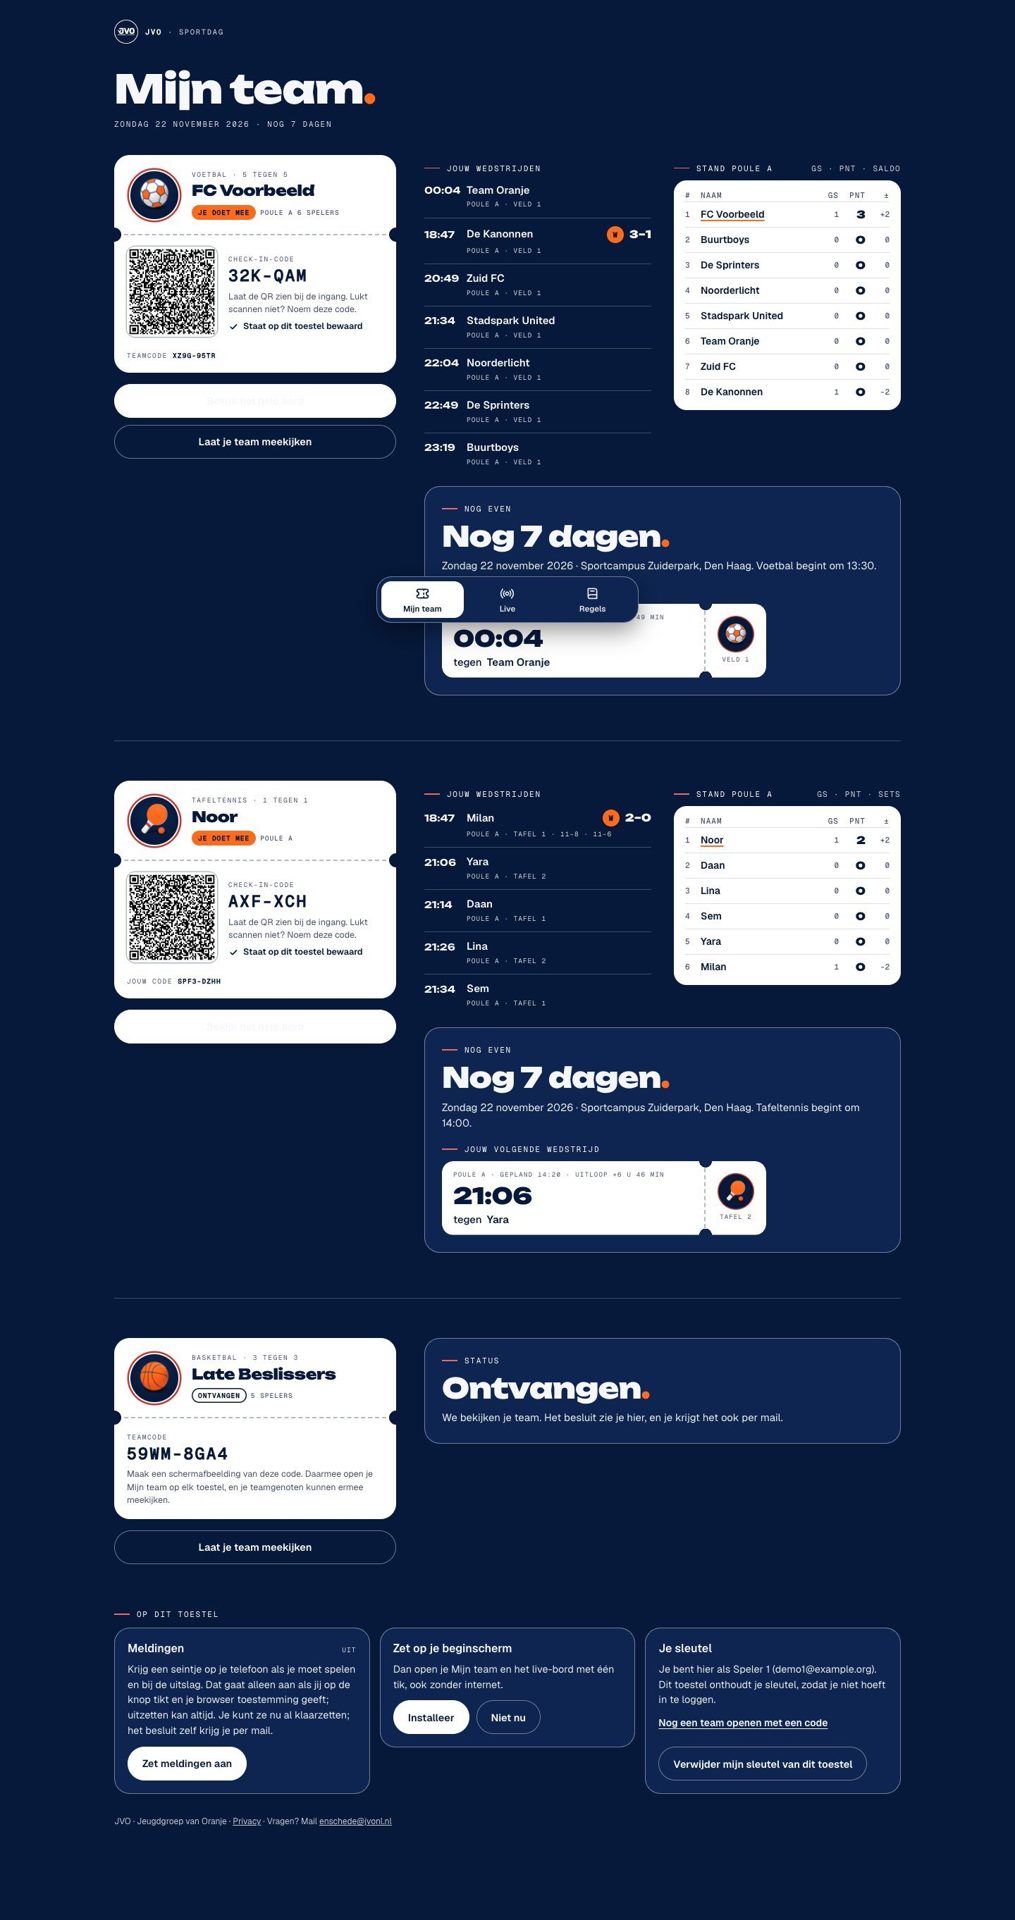 JVO
JVO · SPORTDAG
Mijn team.
ZONDAG 22 NOVEMBER 2026 · NOG 7 DAGEN
VOETBAL · 5 TEGEN 5
FC Voorbeeld
JE DOET MEE POULE A 6 SPELERS
CHECK-IN-CODE
32K-QAM
Laat de QR zien bij de ingang. Lukt
scannen niet? Noem deze code.
Staat op dit toestel bewaard
TEAMCODE XZ9G-95TR
Laat je team meekijken
JOUW WEDSTRIJDEN
00:04 Team Oranje
POULE A · VELD 1
18:47 De Kanonnen W 3–1
POULE A · VELD 1
20:49 Zuid FC
POULE A · VELD 1
21:34 Stadspark United
POULE A · VELD 1
22:04 Noorderlicht
POULE A · VELD 1
22:49 De Sprinters
POULE A · VELD 1
23:19 Buurtboys
POULE A · VELD 1
STAND POULE A GS · PNT · SALDO
# NAAM GS PNT ±
1 FC Voorbeeld 1 3 +2
2 Buurtboys 0 0 0
3 De Sprinters 0 0 0
4 Noorderlicht 0 0 0
5 Stadspark United 0 0 0
6 Team Oranje 0 0 0
7 Zuid FC 0 0 0
8 De Kanonnen 1 0 -2
NOG EVEN
Nog 7 dagen.
Zondag 22 november 2026 · Sportcampus Zuiderpark, Den Haag. Voetbal begint om 13:30.
Mijn team
Live
Regels
49 MIN
00:04
tegen Team Oranje
VELD 1
TAFELTENNIS · 1 TEGEN 1
Noor
JE DOET MEE POULE A
CHECK-IN-CODE
AXF-XCH
Laat de QR zien bij de ingang. Lukt
scannen niet? Noem deze code.
Staat op dit toestel bewaard
JOUW CODE SPF3-DZHH
JOUW WEDSTRIJDEN
18:47 Milan W 2–0
POULE A · TAFEL 1 · 11-8 · 11-6
21:06 Yara
POULE A · TAFEL 2
21:14 Daan
POULE A · TAFEL 1
21:26 Lina
POULE A · TAFEL 2
21:34 Sem
POULE A · TAFEL 1
STAND POULE A GS · PNT · SETS
# NAAM GS PNT ±
1 Noor 1 2 +2
2 Daan 0 0 0
3 Lina 0 0 0
4 Sem 0 0 0
5 Yara 0 0 0
6 Milan 1 0 -2
NOG EVEN
Nog 7 dagen.
Zondag 22 november 2026 · Sportcampus Zuiderpark, Den Haag. Tafeltennis begint om
14:00.
JOUW VOLGENDE WEDSTRIJD
POULE A · GEPLAND 14:20 · UITLOOP +6 U 46 MIN
21:06
tegen Yara
TAFEL 2
BASKETBAL · 3 TEGEN 3
Late Beslissers
ONTVANGEN 5 SPELERS
TEAMCODE
59WM-8GA4
Maak een schermafbeelding van deze code. Daarmee open je
Mijn team op elk toestel, en je teamgenoten kunnen ermee
meekijken.
Laat je team meekijken
STATUS
Ontvangen.
We bekijken je team. Het besluit zie je hier, en je krijgt het ook per mail.
OP DIT TOESTEL
Meldingen UIT
Krijg een seintje op je telefoon als je moet spelen
en bij de uitslag. Dat gaat alleen aan als jij op de
knop tikt en je browser toestemming geeft;
uitzetten kan altijd. Je kunt ze nu al klaarzetten;
het besluit zelf krijg je per mail.
Zet meldingen aan
Zet op je beginscherm
Dan open je Mijn team en het live-bord met één
tik, ook zonder internet.
Installeer
Niet nu
Je sleutel
Je bent hier als Speler 1 (demo1@example.org).
Dit toestel onthoudt je sleutel, zodat je niet hoeft
in te loggen.
Nog een team openen met een code
Verwijder mijn sleutel van dit toestel
JVO · Jeugdgroep van Oranje · Privacy · Vragen? Mail enschede@jvonl.nl